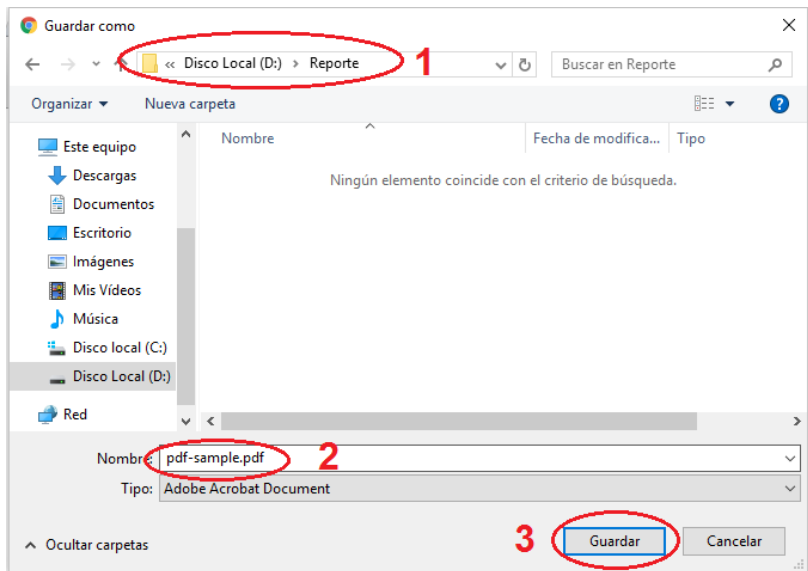 Guardar como
« Disco Local (D:) › Reporte
1
Buscar en Reporte
Organizar
Nueva carpeta
Nombre
Fecha de modifica...
Tipo
Ningún elemento coincide con el criterio de búsqueda.
Este equipo
Descargas
Documentos
Escritorio
Imágenes
Mis Vídeos
Música
Disco local (C:)
Disco Local (D:)
Red
Nombre: pdf-sample.pdf
2
Tipo: Adobe Acrobat Document
Ocultar carpetas
3
Guardar
Cancelar